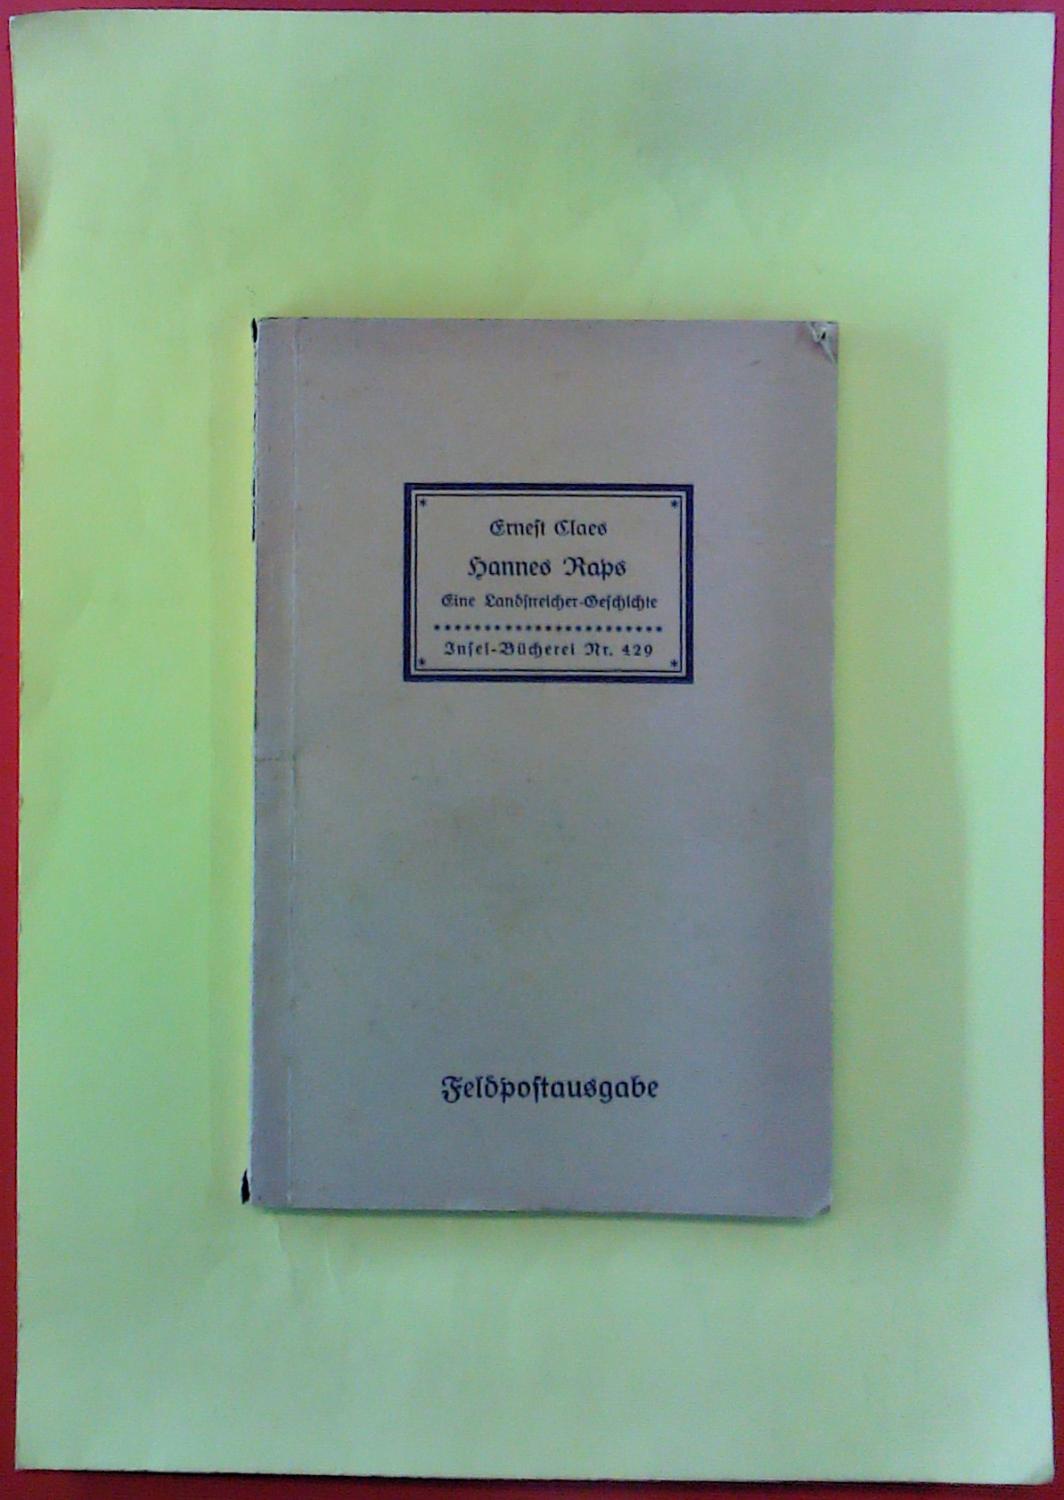 Ernest Claes
Hannes Raps
Eine Landstreicher-Geschichte
Insel-Bücherei Nr. 429
Feldpostausgabe